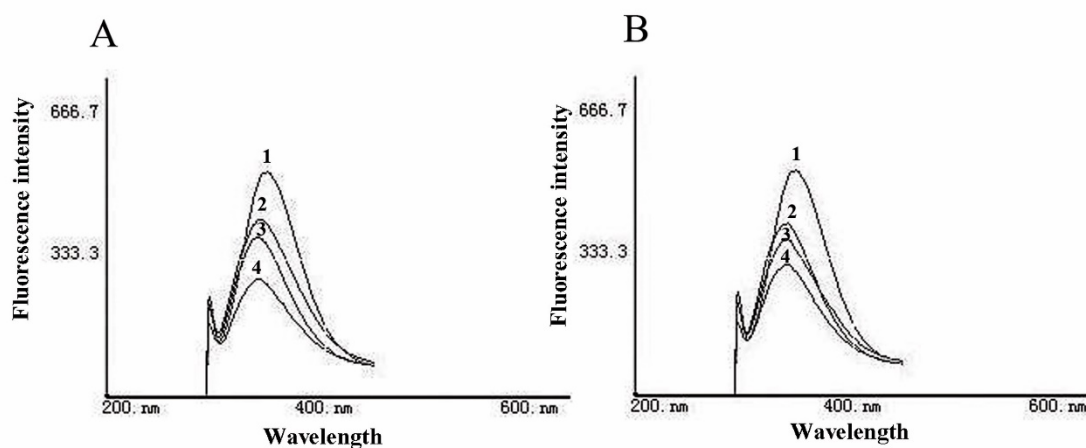 A
Fluorescence intensity
666.7
333.3
1
2
3
4
200.nm
400.nm
600.nm
Wavelength
B
Fluorescence intensity
666.7
333.3
1
2
3
4
200.nm
400.nm
600.nm
Wavelength